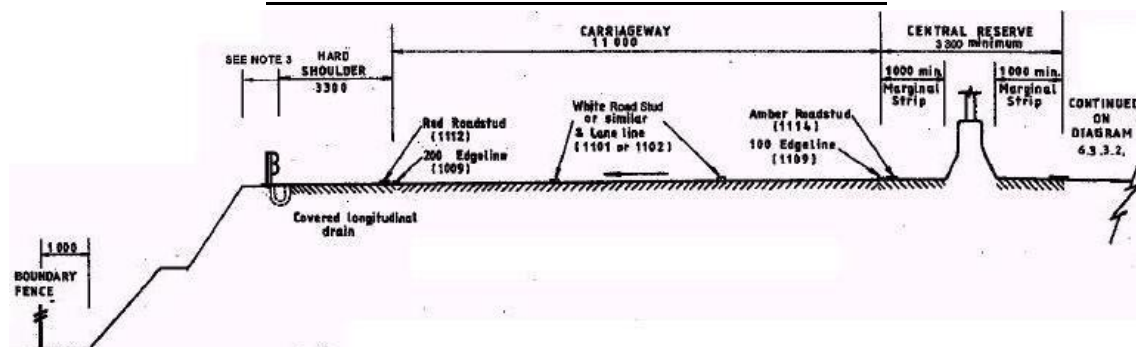 CARRIAGEWAY
11 000
CENTRAL RESERVE
3 300 minimum
SEE NOTE 3
HARD
SHOULDER
3300
1000 min.
Marginal
Strip
1000 min.
Marginal
Strip
CONTINUED
ON
DIAGRAM
6.3.3.2,
Red Roadstud
(1112)
200 Edgeline
(1009)
White Road Stud
or similar
& Lane line
(1101 or 1102)
Amber Roadstud
(1114)
100 Edgeline
(1109)
Covered longitudinal
drain
1000
BOUNDARY
FENCE